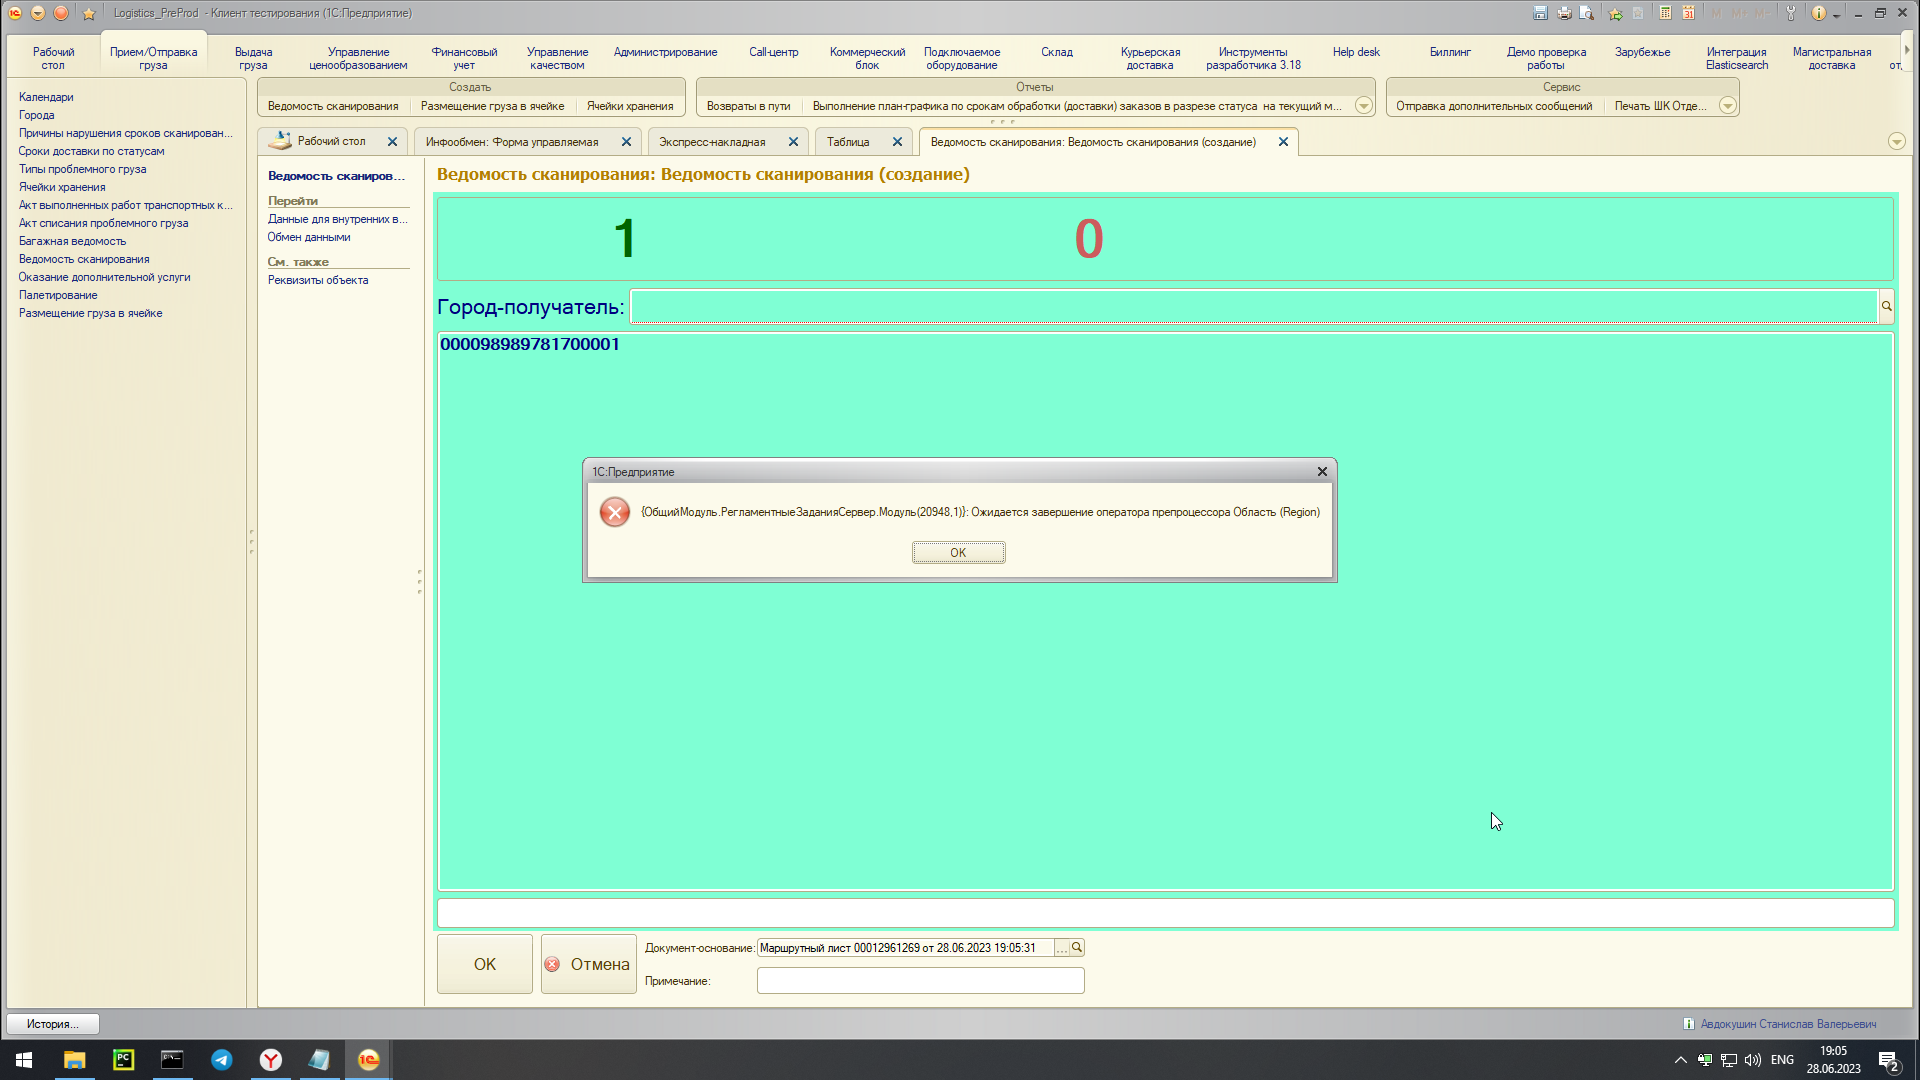 Logistics_PreProd - Клиент тестирования (1С:Предприятие)
Рабочий стол
Прием/Отправка груза
Выдача груза
Управление ценообразованием
Финансовый учет
Управление качеством
Администрирование
Call-центр
Коммерческий блок
Подключаемое оборудование
Склад
Курьерская доставка
Инструменты разработчика 3.18
Help desk
Биллинг
Демо проверка работы
Зарубежье
Интеграция Elasticsearch
Магистральная доставка
Создать
Ведомость сканирования
Размещение груза в ячейке
Ячейки хранения
Отчеты
Возвраты в пути
Выполнение план-графика по срокам обработки (доставки) заказов в разрезе статуса на текущий м...
Сервис
Отправка дополнительных сообщений
Печать ШК Отде...
Календари
Города
Причины нарушения сроков сканирован...
Сроки доставки по статусам
Типы проблемного груза
Ячейки хранения
Акт выполненных работ транспортных к...
Акт списания проблемного груза
Багажная ведомость
Ведомость сканирования
Оказание дополнительной услуги
Палетирование
Размещение груза в ячейке
Рабочий стол
Инфообмен: Форма управляемая
Экспресс-накладная
Таблица
Ведомость сканирования: Ведомость сканирования (создание)
Ведомость сканиров...
Перейти
Данные для внутренних в...
Обмен данными
См. также
Реквизиты объекта
Ведомость сканирования: Ведомость сканирования (создание)
1
0
Город-получатель:
000098989781700001
1С:Предприятие
{ОбщийМодуль.РегламентныеЗаданияСервер.Модуль(20948,1)}: Ожидается завершение оператора препроцессора Область (Region)
OK
OK
Отмена
Документ-основание:
Маршрутный лист 00012961269 от 28.06.2023 19:05:31
Примечание:
История...
Авдокушин Станислав Валерьевич
ENG
19:05
28.06.2023
2